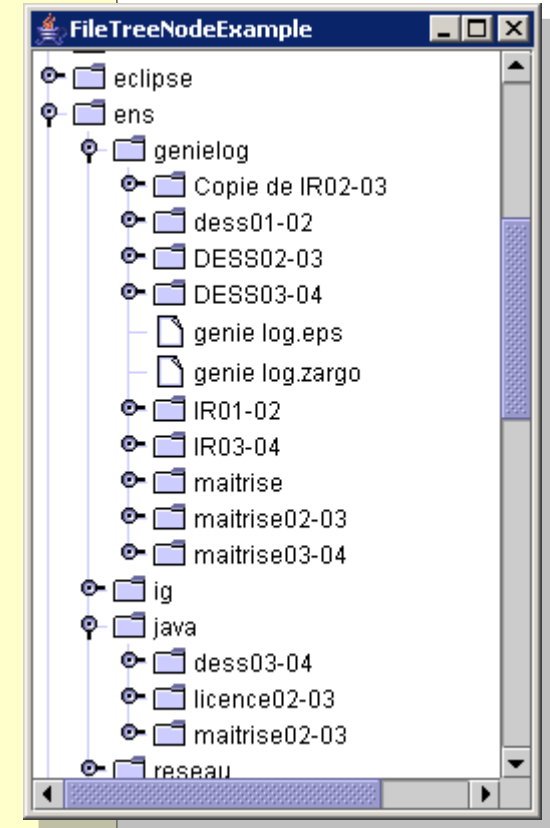 FileTreeNodeExample
eclipse
ens
genielog
Copie de IR02-03
dess01-02
DESS02-03
DESS03-04
genie log.eps
genie log.zargo
IR01-02
IR03-04
maitrise
maitrise02-03
maitrise03-04
ig
java
dess03-04
licence02-03
maitrise02-03
reseau